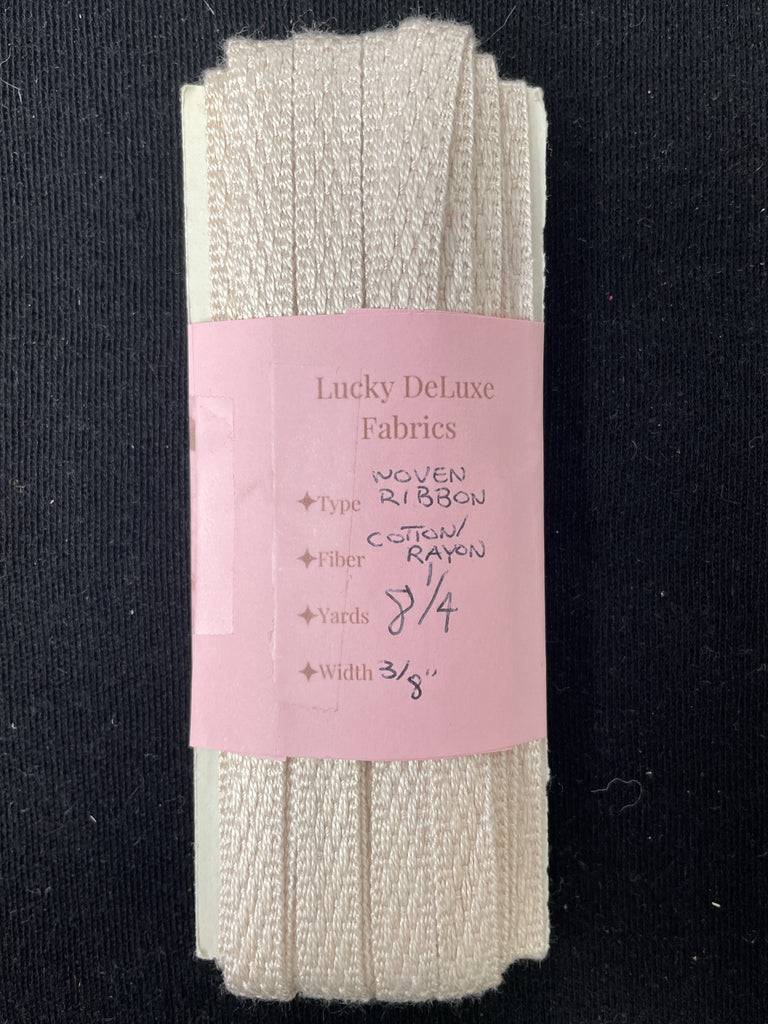 Lucky DeLuxe
Fabrics
✦Type WOVEN
RIBBON
✦Fiber COTTON/
RAYON
✦Yards 8 1/4
✦Width 3/8"